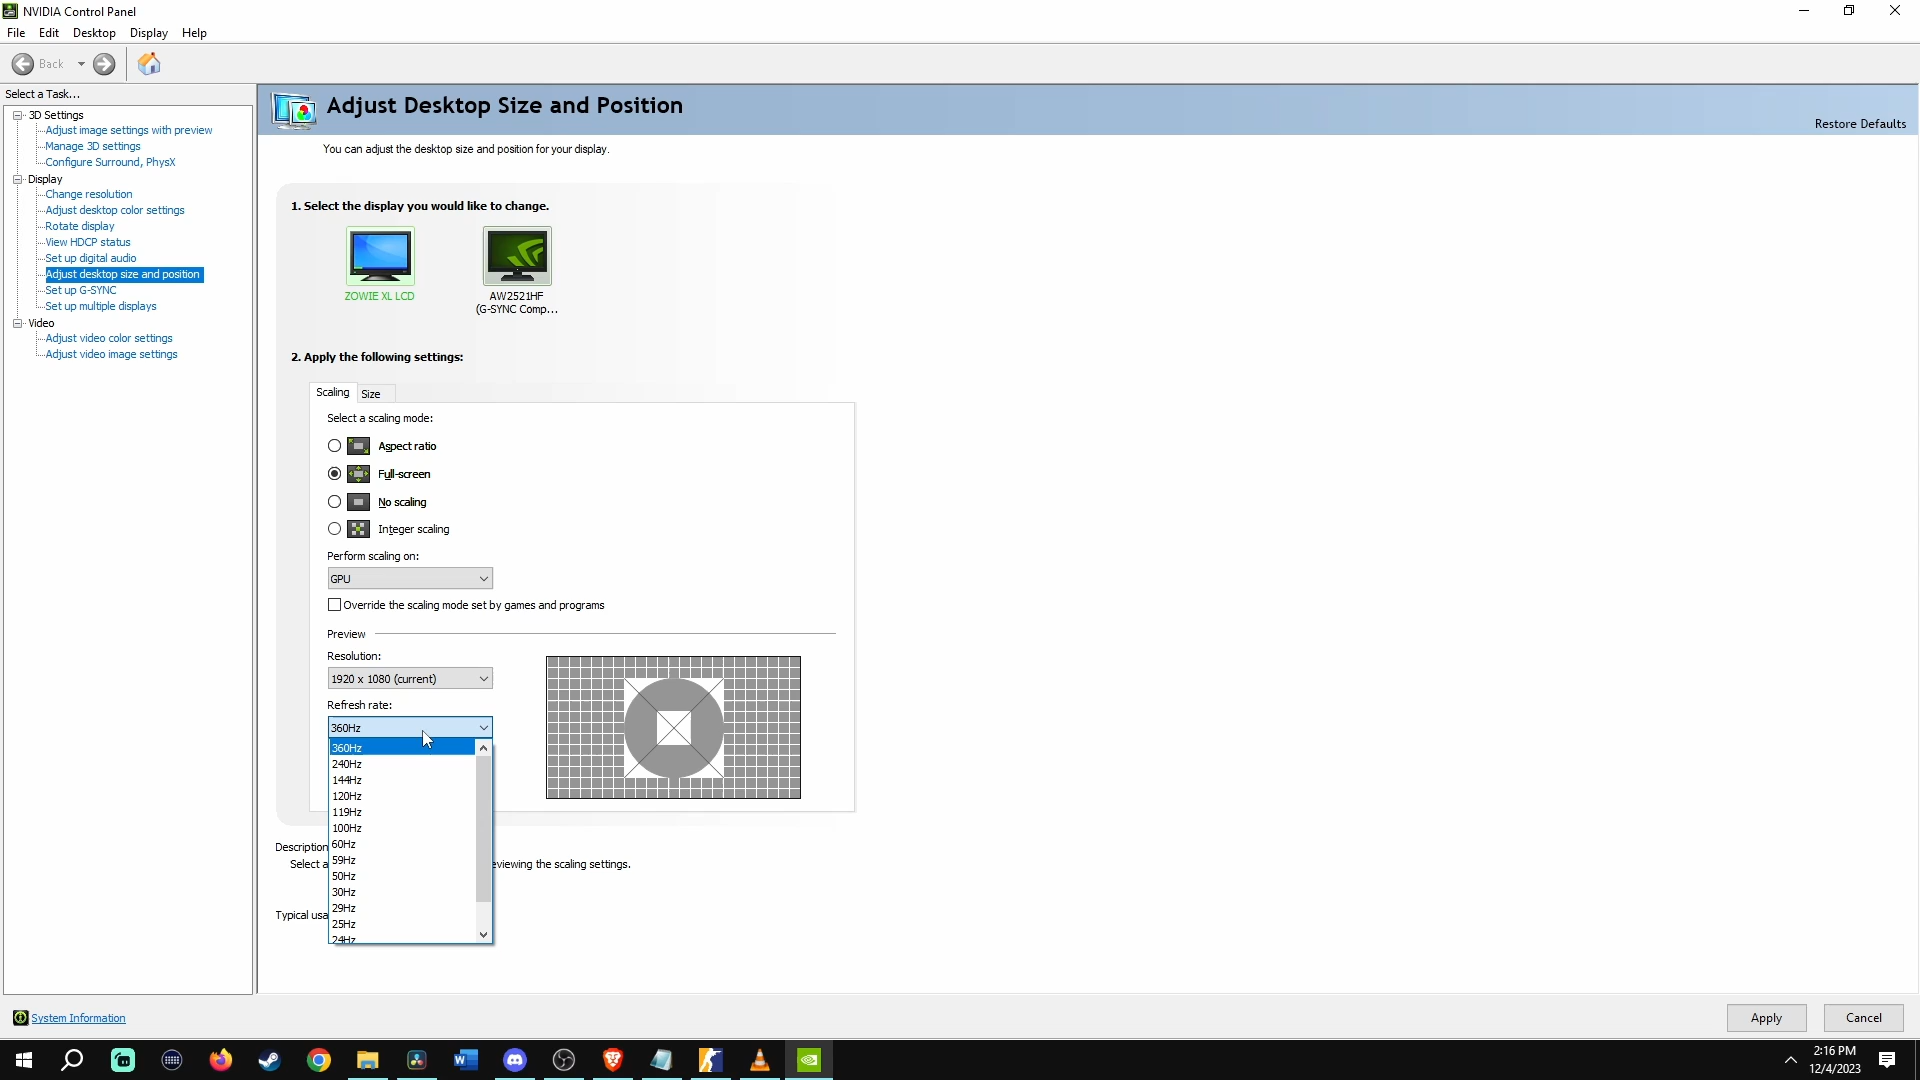 NVIDIA Control Panel
File Edit Desktop Display Help
Back
Select a Task...
3D Settings
Adjust image settings with preview
Manage 3D settings
Configure Surround, PhysX
Display
Change resolution
Adjust desktop color settings
Rotate display
View HDCP status
Set up digital audio
Adjust desktop size and position
Set up G-SYNC
Set up multiple displays
Video
Adjust video color settings
Adjust video image settings
Adjust Desktop Size and Position
Restore Defaults
You can adjust the desktop size and position for your display.
1. Select the display you would like to change.
ZOWIE XL LCD
AW2521HF
(G-SYNC Comp...
2. Apply the following settings:
Scaling Size
Select a scaling mode:
Aspect ratio
Full-screen
No scaling
Integer scaling
Perform scaling on:
GPU
Override the scaling mode set by games and programs
Preview
Resolution:
1920 x 1080 (current)
Refresh rate:
360Hz
360Hz
240Hz
144Hz
120Hz
119Hz
100Hz
60Hz
59Hz
50Hz
30Hz
29Hz
25Hz
24Hz
Description
Select a eviewing the scaling settings.
Typical usa
System Information
Apply Cancel
2:16 PM
12/4/2023